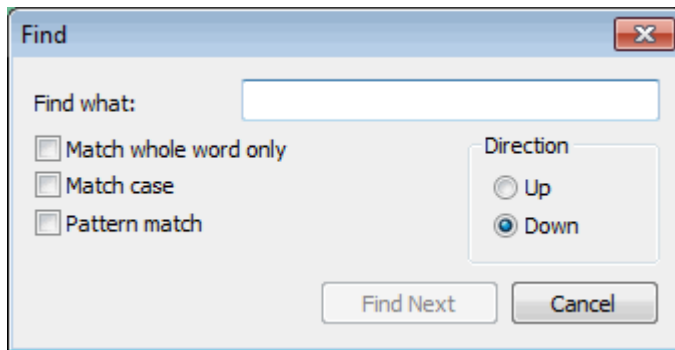 Find
Find what:
Match whole word only
Match case
Pattern match
Direction
Up
Down
Find Next
Cancel